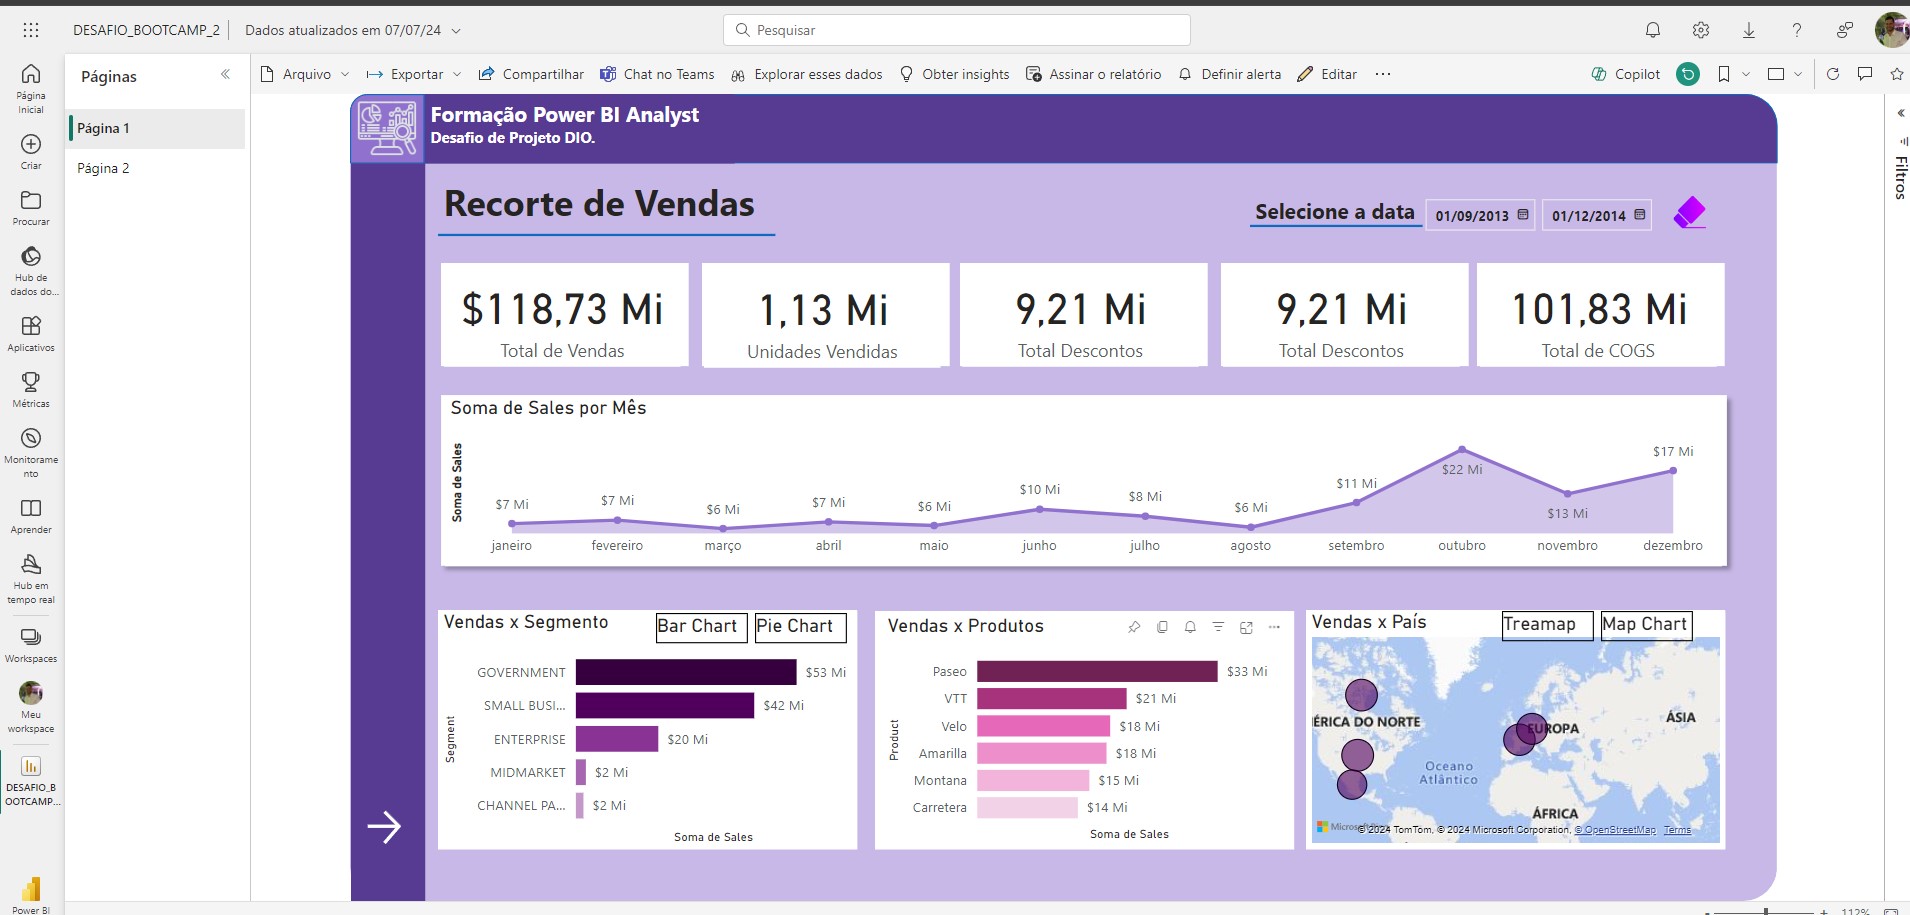 DESAFIO_BOOTCAMP_2
Dados atualizados em 07/07/24
Pesquisar
Página Inicial
Criar
Procurar
Hub de dados do...
Aplicativos
Métricas
Monitoramento
Aprender
Hub em tempo real
Workspaces
Meu workspace
DESAFIO_BOOTCAMP...
Power BI
Páginas
Página 1
Página 2
Arquivo
Exportar
Compartilhar
Chat no Teams
Explorar esses dados
Obter insights
Assinar o relatório
Definir alerta
Editar
Copilot
Filtros
Formação Power BI Analyst
Desafio de Projeto DIO.
Recorte de Vendas
Selecione a data
01/09/2013
01/12/2014
$118,73 Mi
Total de Vendas
1,13 Mi
Unidades Vendidas
9,21 Mi
Total Descontos
9,21 Mi
Total Descontos
101,83 Mi
Total de COGS
Soma de Sales por Mês
Soma de Sales
$7 Mi
$7 Mi
$6 Mi
$7 Mi
$6 Mi
$10 Mi
$8 Mi
$6 Mi
$11 Mi
$22 Mi
$13 Mi
$17 Mi
janeiro
fevereiro
março
abril
maio
junho
julho
agosto
setembro
outubro
novembro
dezembro
Vendas x Segmento
Bar Chart
Pie Chart
Segment
GOVERNMENT $53 Mi
SMALL BUSI... $42 Mi
ENTERPRISE $20 Mi
MIDMARKET $2 Mi
CHANNEL PA... $2 Mi
Soma de Sales
Vendas x Produtos
Product
Paseo $33 Mi
VTT $21 Mi
Velo $18 Mi
Amarilla $18 Mi
Montana $15 Mi
Carretera $14 Mi
Soma de Sales
Vendas x País
Treamap
Map Chart
ÉRICA DO NORTE
EUROPA
ÁSIA
Oceano
Atlântico
ÁFRICA
© 2024 TomTom, © 2024 Microsoft Corporation, © OpenStreetMap Terms
112%